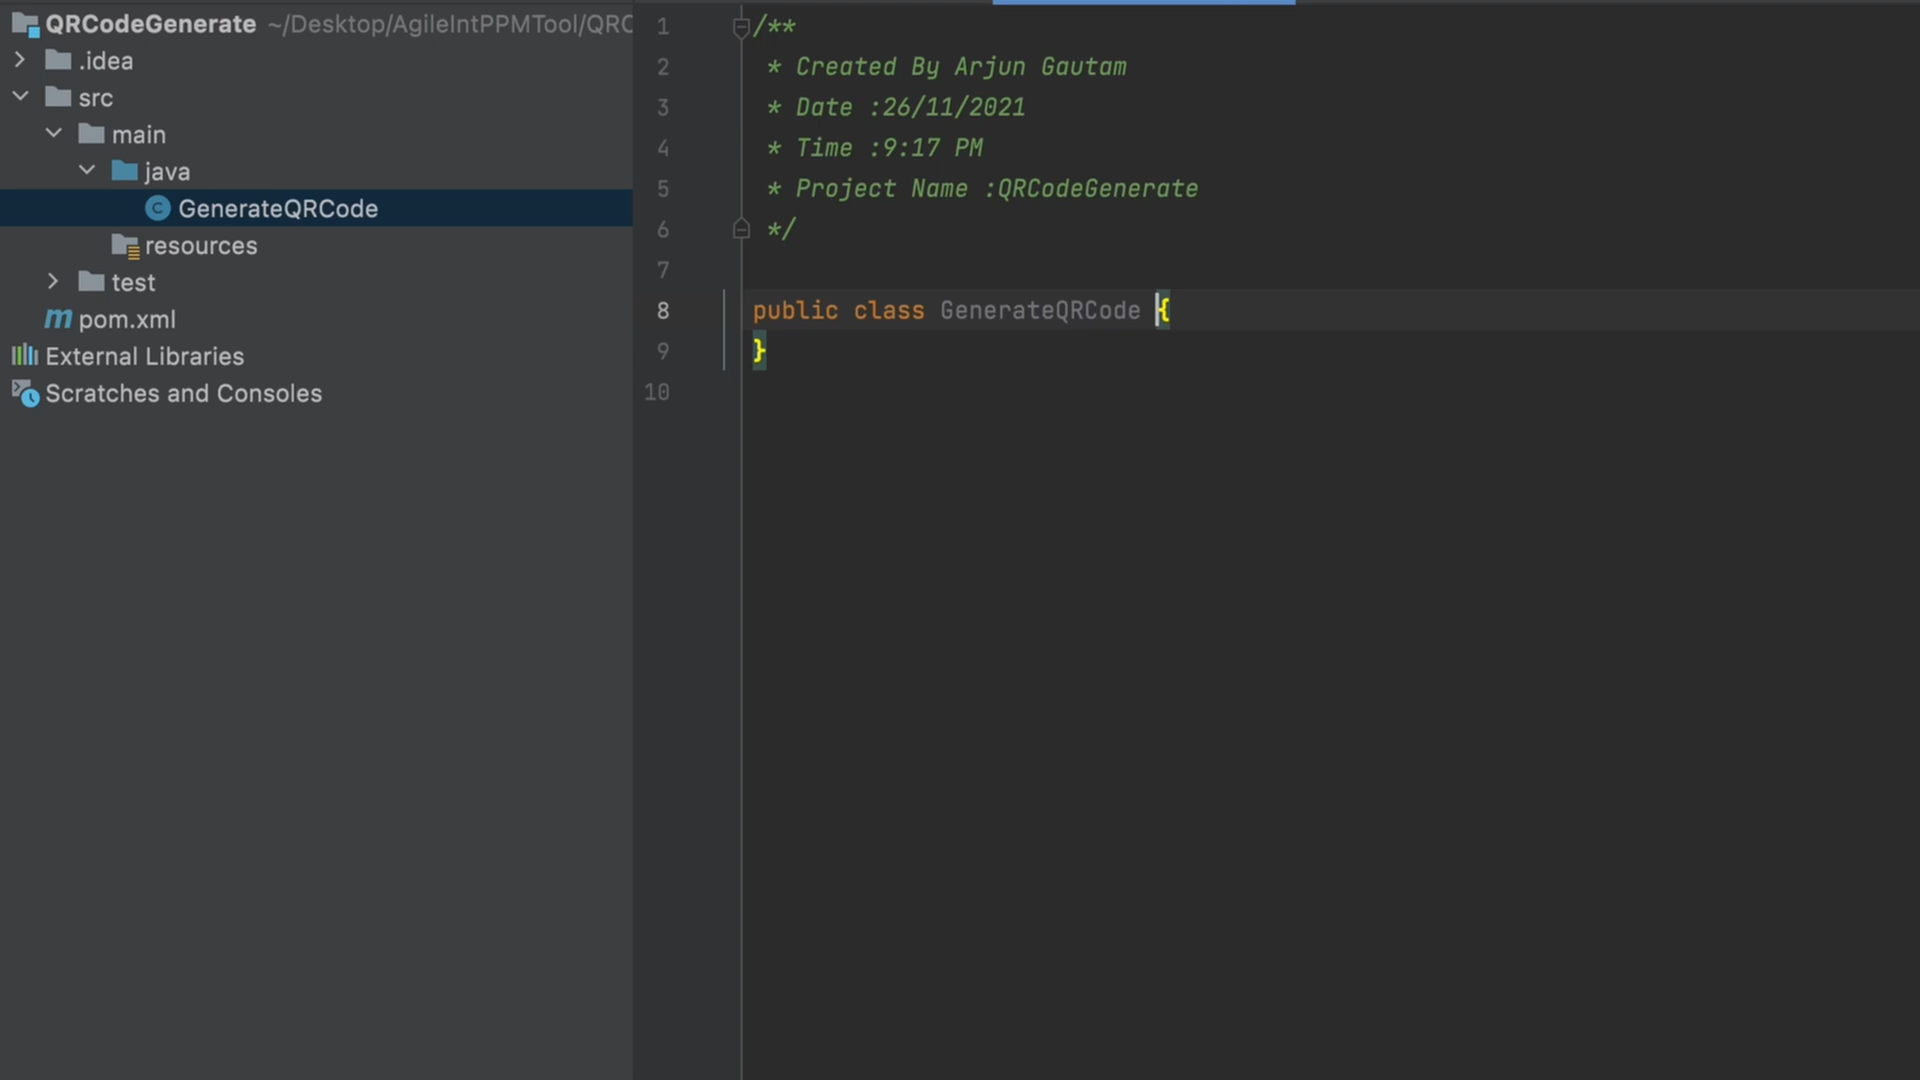 QRCodeGenerate ~/Desktop/AgileIntPPMTool/QRC
.idea
src
main
java
C GenerateQRCode
resources
test
m pom.xml
External Libraries
Scratches and Consoles
1 /**
2 * Created By Arjun Gautam
3 * Date :26/11/2021
4 * Time :9:17 PM
5 * Project Name :QRCodeGenerate
6 */
7
8 public class GenerateQRCode {
9 }
10